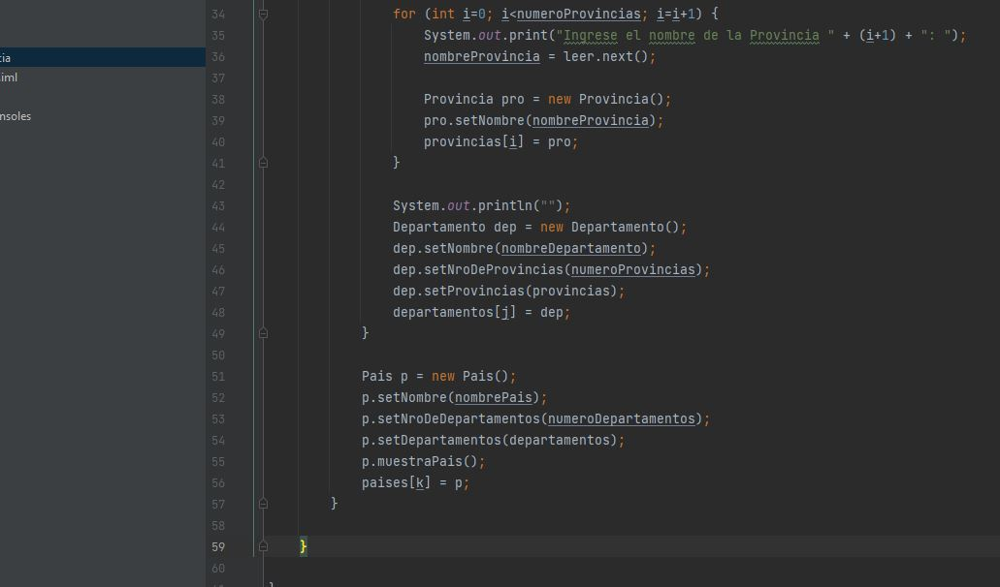 ia
.iml
nsoles
34 for (int i=0; i<numeroProvincias; i=i+1) {
35 System.out.print("Ingrese el nombre de la Provincia " + (i+1) + ": ");
36 nombreProvincia = leer.next();
37
38 Provincia pro = new Provincia();
39 pro.setNombre(nombreProvincia);
40 provincias[i] = pro;
41 }
42
43 System.out.println("");
44 Departamento dep = new Departamento();
45 dep.setNombre(nombreDepartamento);
46 dep.setNroDeProvincias(numeroProvincias);
47 dep.setProvincias(provincias);
48 departamentos[j] = dep;
49 }
50
51 Pais p = new Pais();
52 p.setNombre(nombrePais);
53 p.setNroDeDepartamentos(numeroDepartamentos);
54 p.setDepartamentos(departamentos);
55 p.muestraPais();
56 paises[k] = p;
57 }
58
59 }
60